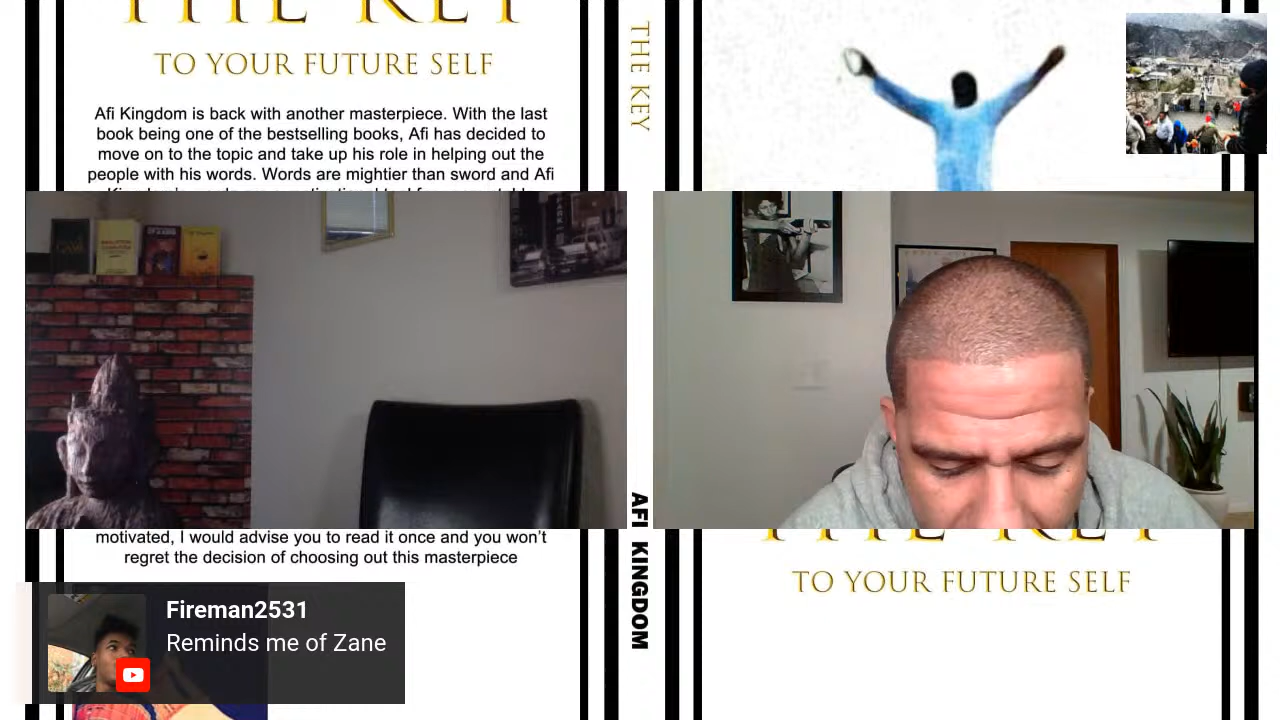 THE KEY
TO YOUR FUTURE SELF
Afi Kingdom is back with another masterpiece. With the last
book being one of the bestselling books, Afi has decided to
move on to the topic and take up his role in helping out the
people with his words. Words are mightier than sword and Afi
motivated, I would advise you to read it once and you won’t
regret the decision of choosing out this masterpiece
THE KEY
AFI KINGDOM
THE KEY
TO YOUR FUTURE SELF
Fireman2531
Reminds me of Zane